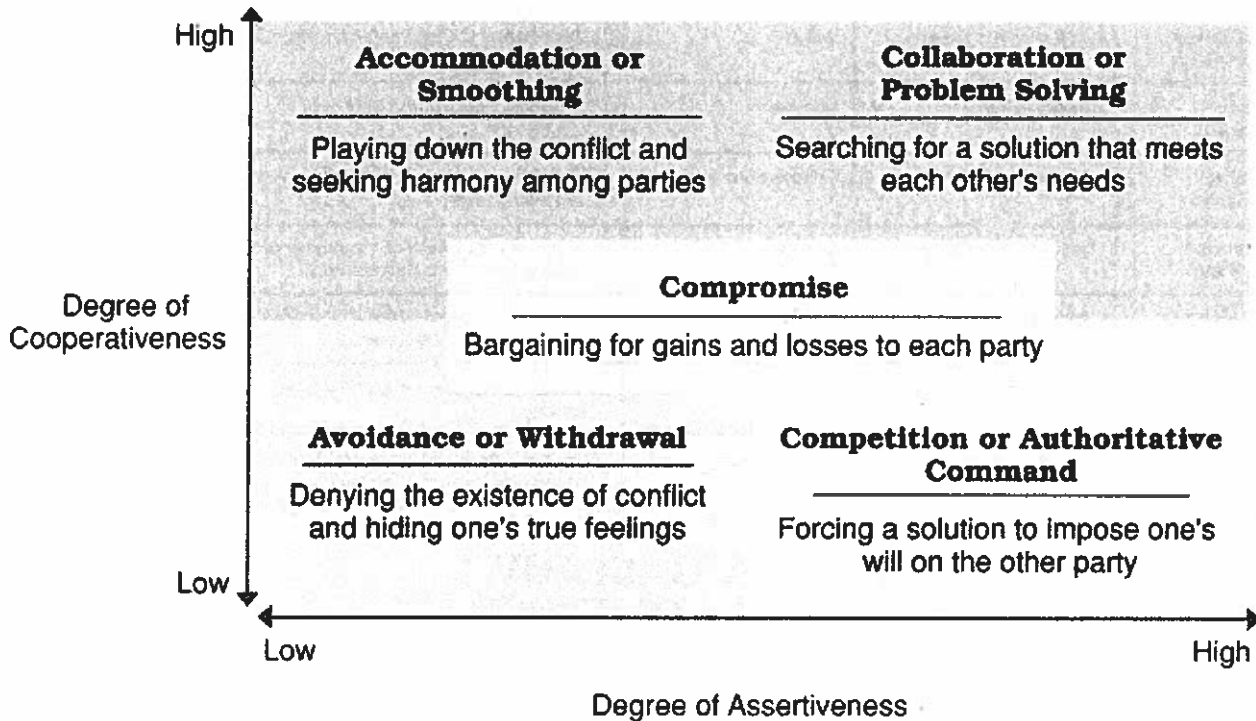 High
Accommodation or
Smoothing
Playing down the conflict and
seeking harmony among parties
Collaboration or
Problem Solving
Searching for a solution that meets
each other's needs
Degree of
Cooperativeness
Compromise
Bargaining for gains and losses to each party
Avoidance or Withdrawal
Denying the existence of conflict
and hiding one's true feelings
Competition or Authoritative
Command
Forcing a solution to impose one's
will on the other party
Low
Low
High
Degree of Assertiveness